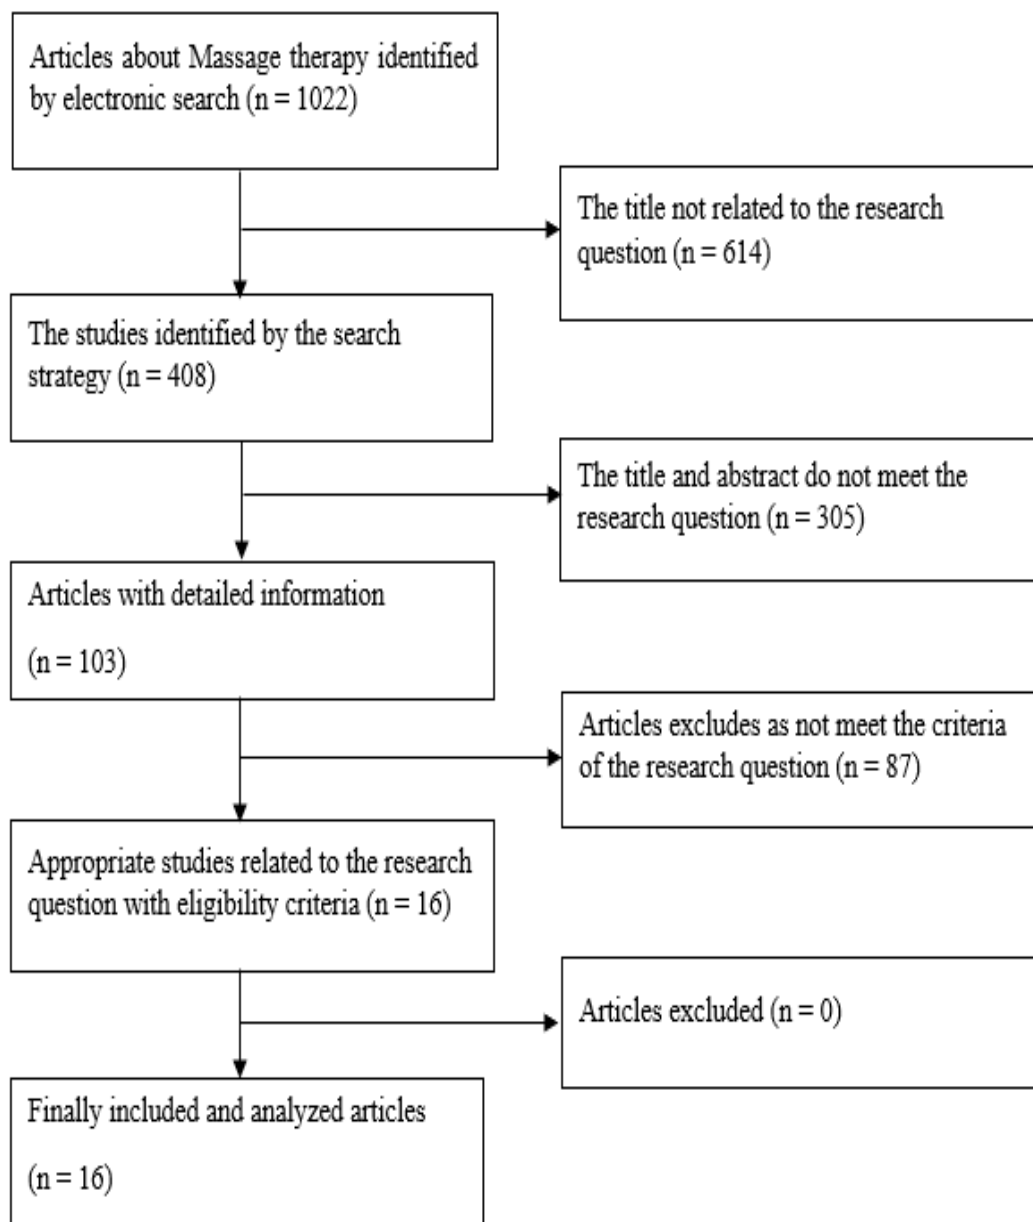 Articles about Massage therapy identified
by electronic search (n = 1022)
The title not related to the research
question (n = 614)
The studies identified by the search
strategy (n = 408)
The title and abstract do not meet the
research question (n = 305)
Articles with detailed information
(n = 103)
Articles excludes as not meet the criteria
of the research question (n = 87)
Appropriate studies related to the research
question with eligibility criteria (n = 16)
Articles excluded (n = 0)
Finally included and analyzed articles
(n = 16)